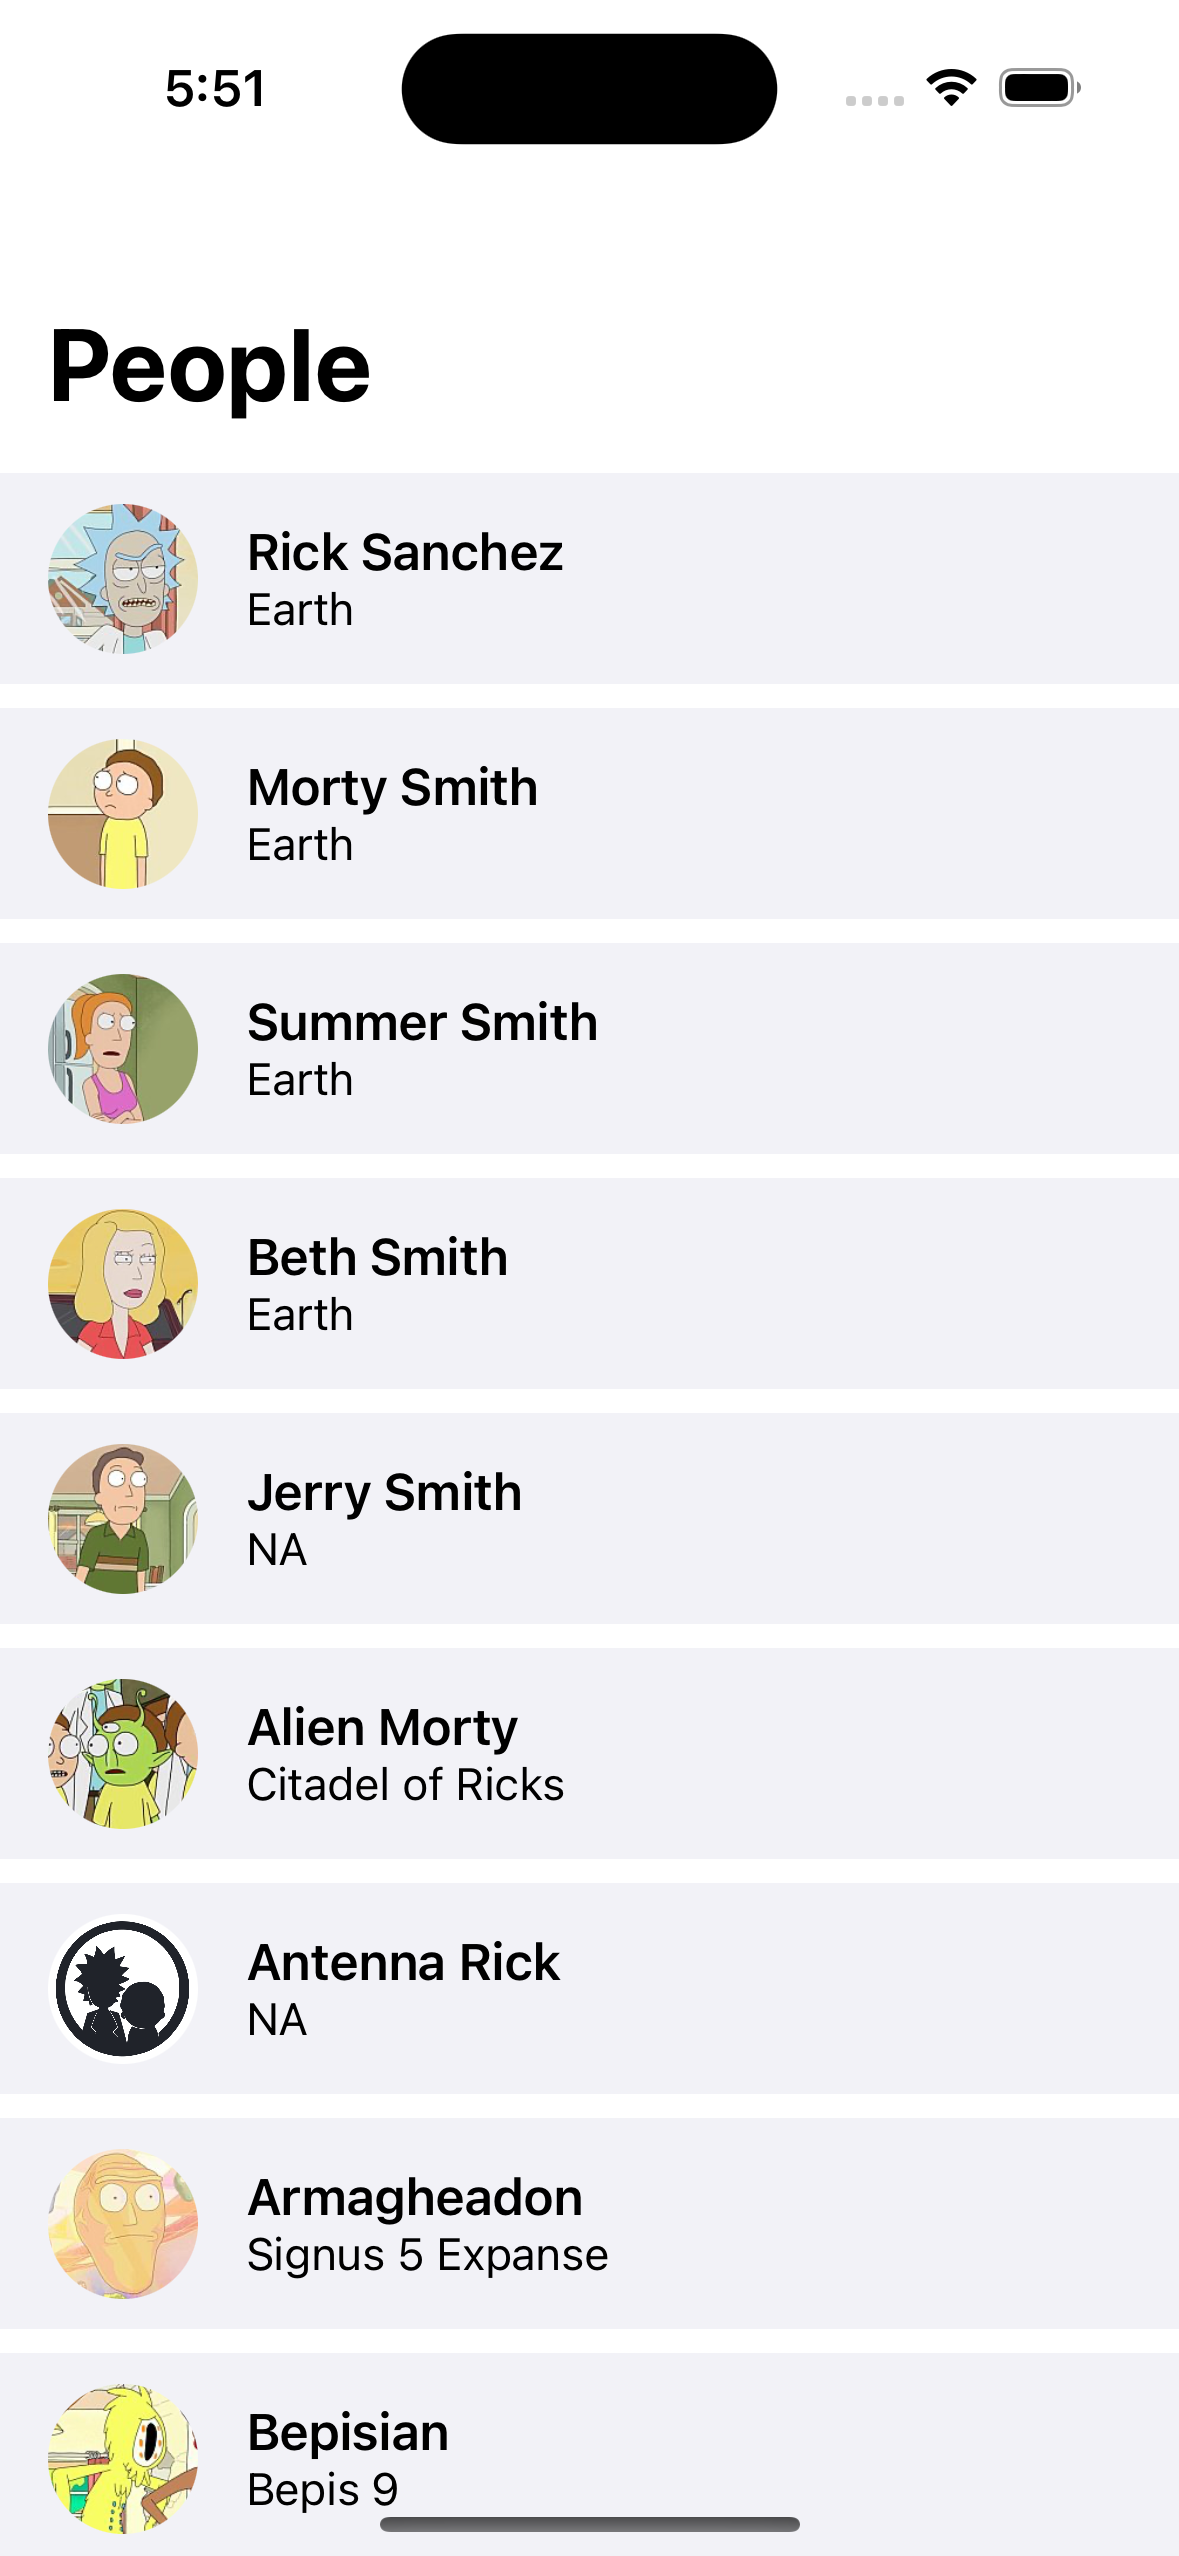 5:51
People
Rick Sanchez
Earth
Morty Smith
Earth
Summer Smith
Earth
Beth Smith
Earth
Jerry Smith
NA
Alien Morty
Citadel of Ricks
Antenna Rick
NA
Armagheadon
Signus 5 Expanse
Bepisian
Bepis 9